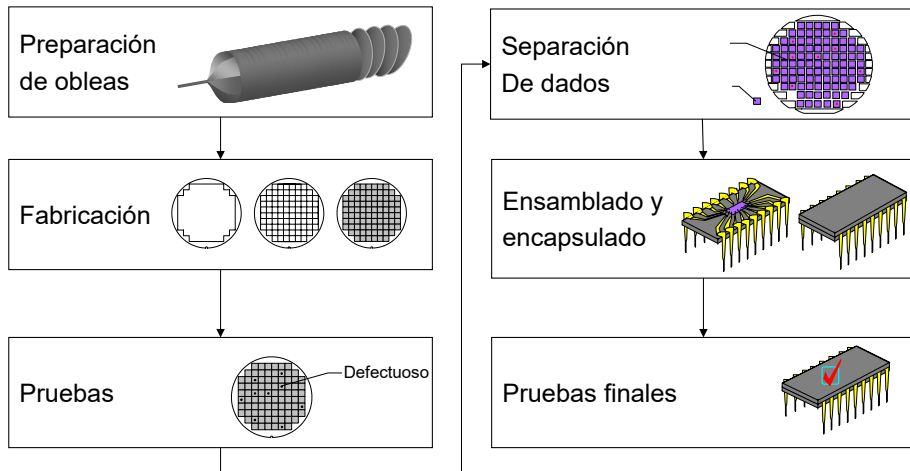 Preparación
de obleas
Fabricación
Pruebas
Defectuoso
Separación
De dados
Ensamblado y
encapsulado
Pruebas finales